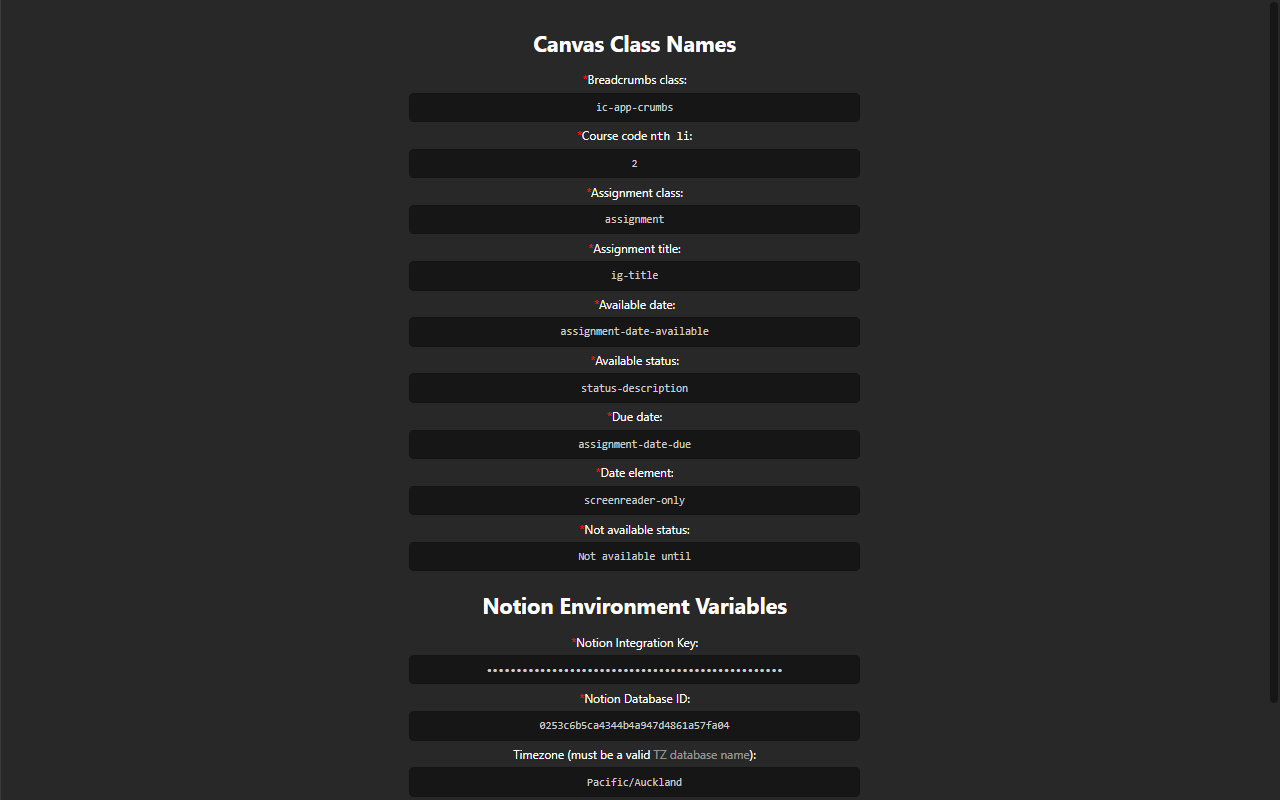 Canvas Class Names
*Breadcrumbs class:
ic-app-crumbs
*Course code nth li:
2
*Assignment class:
assignment
*Assignment title:
ig-title
*Available date:
assignment-date-available
*Available status:
status-description
*Due date:
assignment-date-due
*Date element:
screenreader-only
*Not available status:
Not available until
Notion Environment Variables
*Notion Integration Key:
••••••••••••••••••••••••••••••••••••••••••••••••••
*Notion Database ID:
0253c6b5ca4344b4a947d4861a57fa04
Timezone (must be a valid TZ database name):
Pacific/Auckland